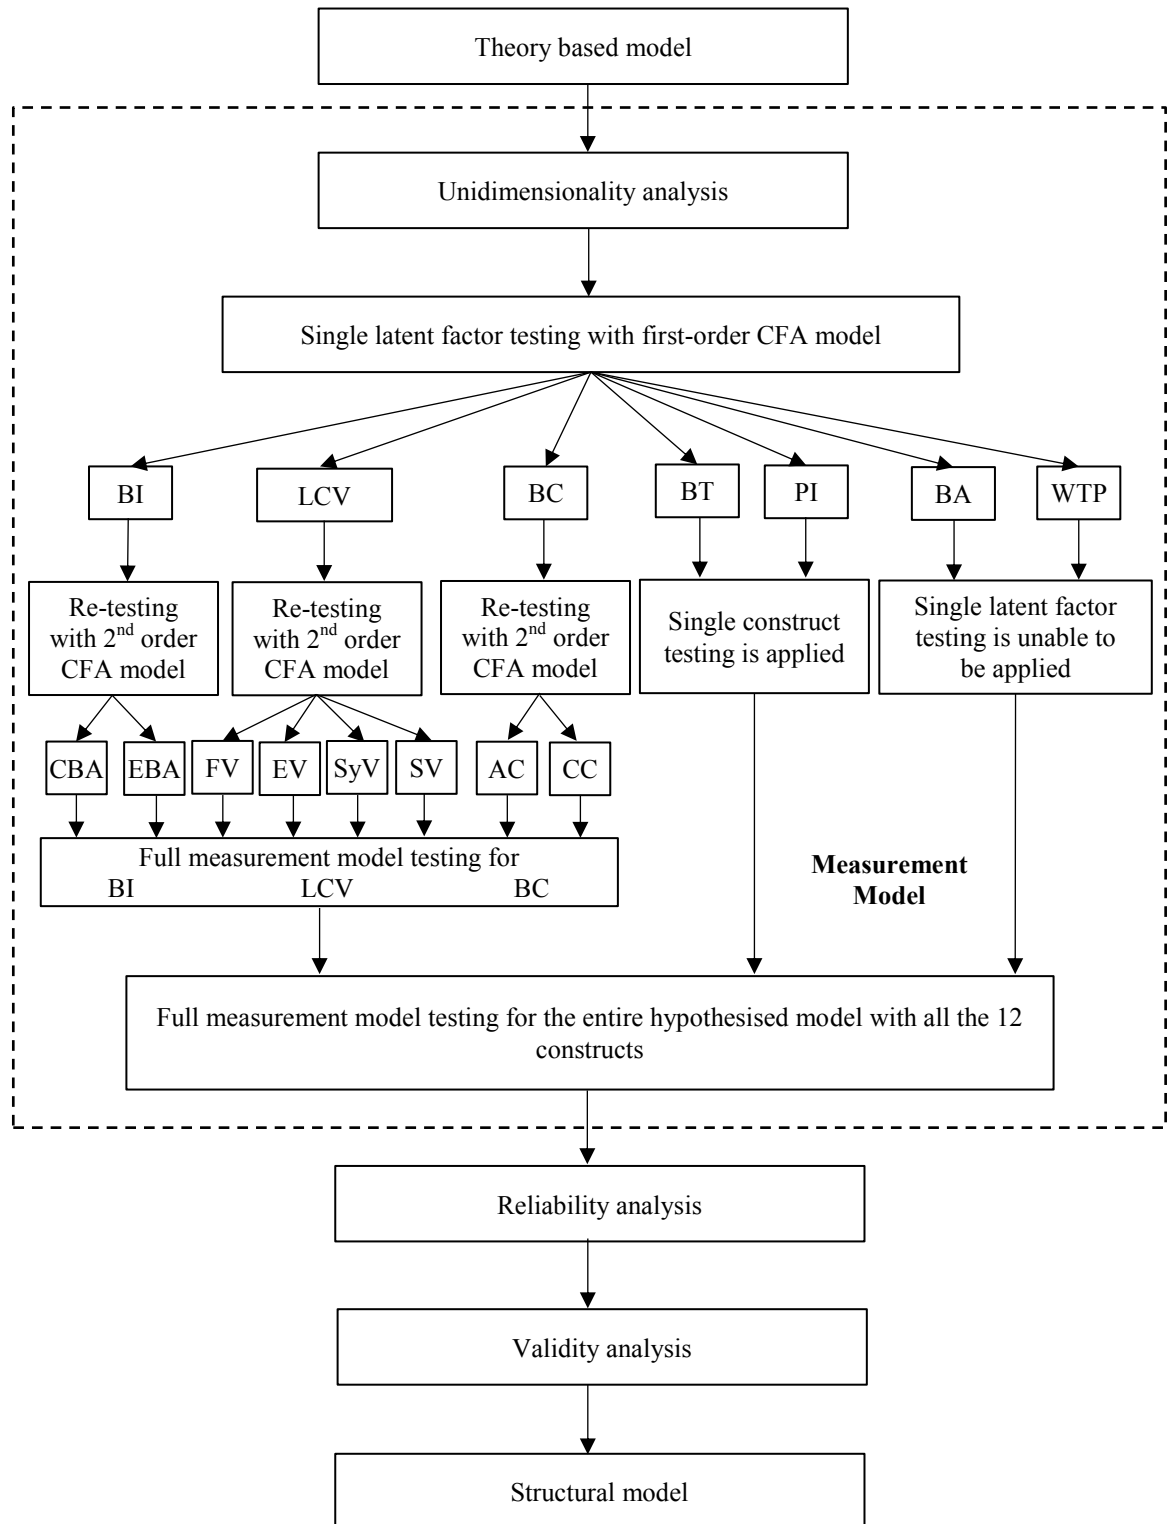 Theory based model
Unidimensionality analysis
Single latent factor testing with first-order CFA model
BI
LCV
BC
BT
PI
BA
WTP
Re-testing
with 2nd order
CFA model
Re-testing
with 2nd order
CFA model
Re-testing
with 2nd order
CFA model
Single construct
testing is applied
Single latent factor
testing is unable to
be applied
CBA
EBA
FV
EV
SyV
SV
AC
CC
Full measurement model testing for
BI LCV BC
Measurement
Model
Full measurement model testing for the entire hypothesised model with all the 12
constructs
Reliability analysis
Validity analysis
Structural model